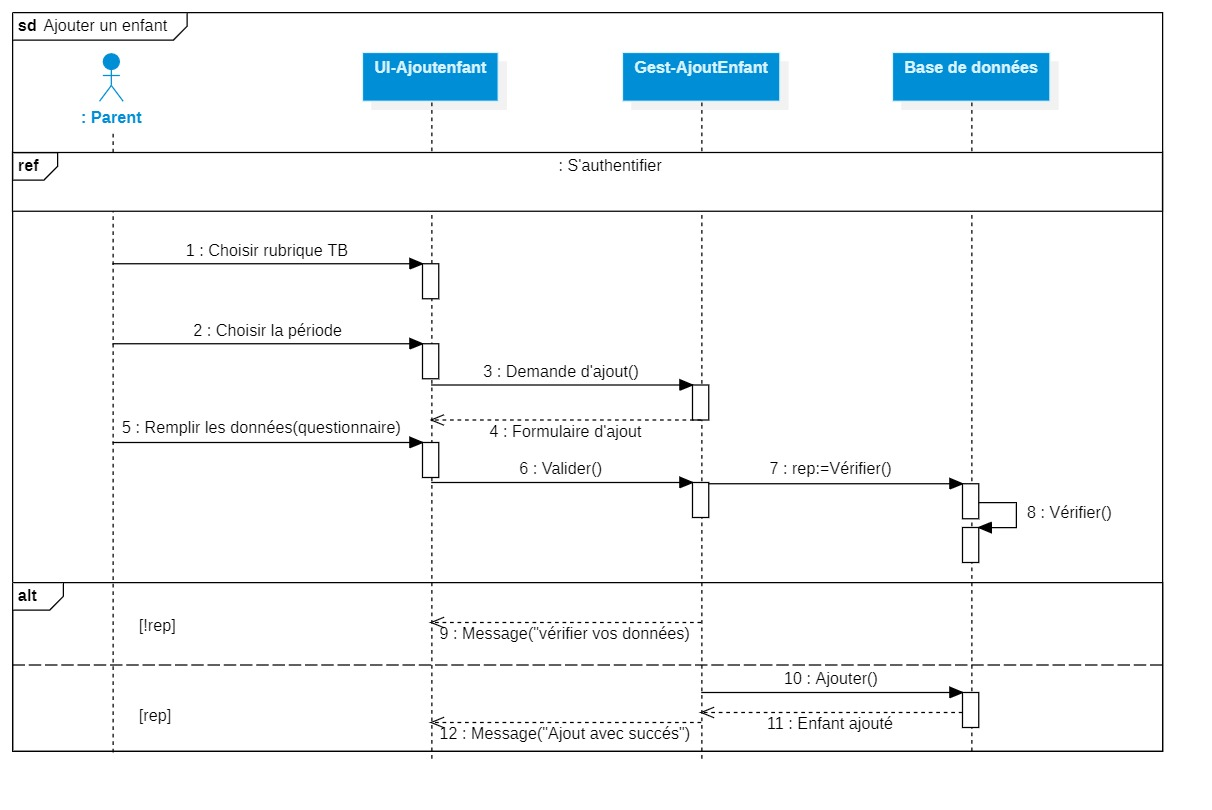 sd Ajouter un enfant
: Parent
UI-Ajoutenfant
Gest-AjoutEnfant
Base de données
ref
: S'authentifier
1 : Choisir rubrique TB
2 : Choisir la période
3 : Demande d'ajout()
4 : Formulaire d'ajout
5 : Remplir les données(questionnaire)
6 : Valider()
7 : rep:=Vérifier()
8 : Vérifier()
alt
[!rep]
9 : Message("vérifier vos données)
10 : Ajouter()
11 : Enfant ajouté
[rep]
12 : Message("Ajout avec succés")